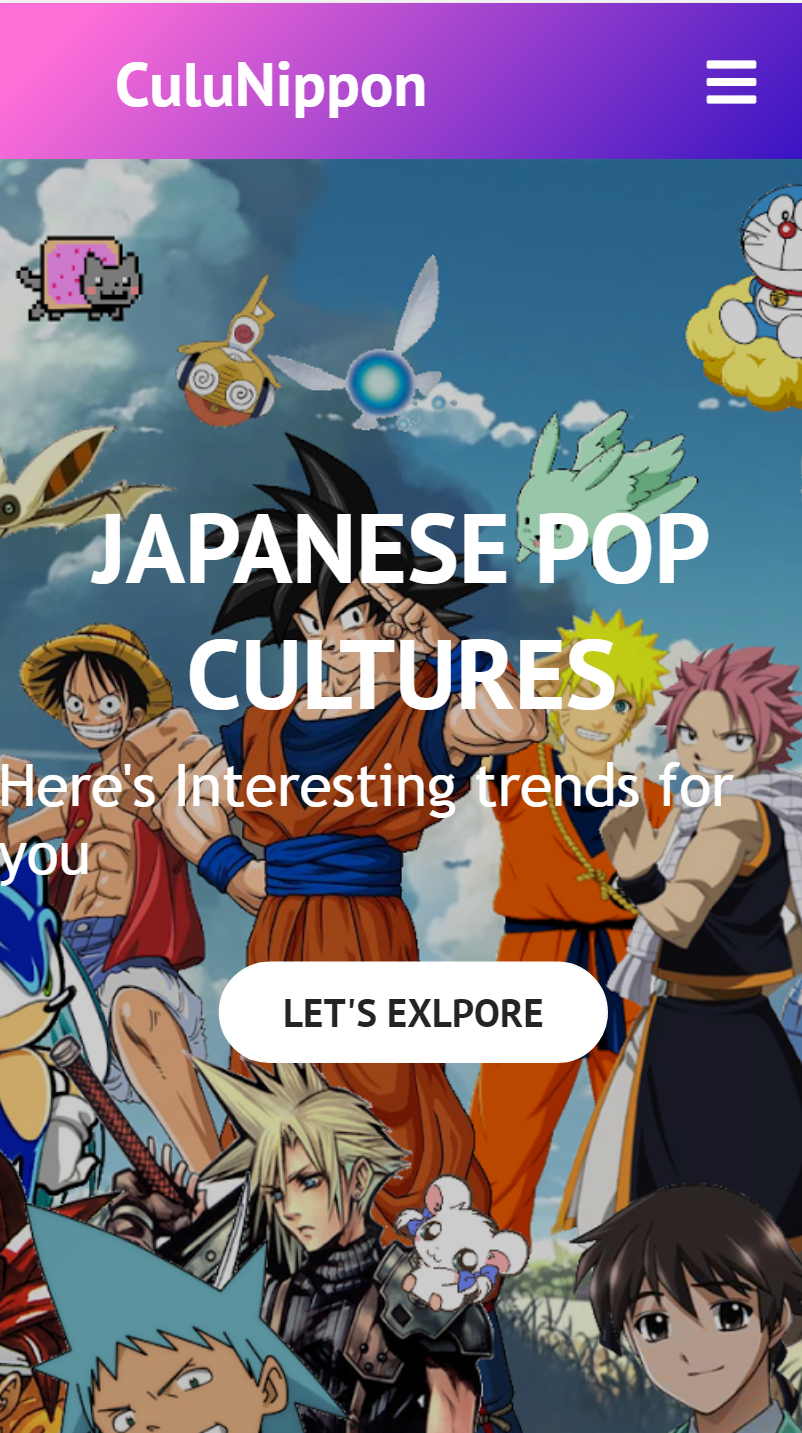 CuluNippon
JAPANESE POP
CULTURES
Here's Interesting trends for
you
LET'S EXLPORE